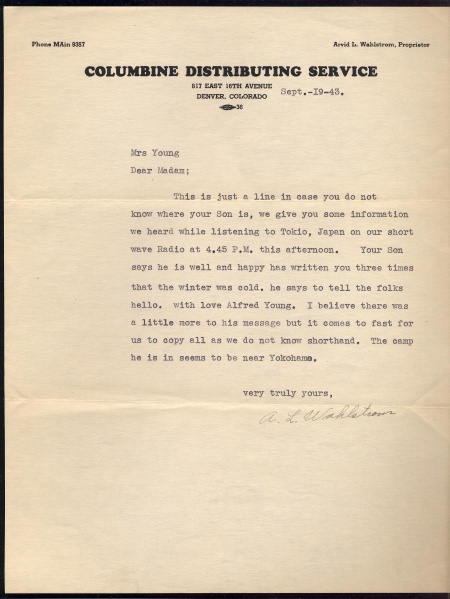 Phone MAin 9357
Arvid L. Wahlstrom, Proprietor
COLUMBINE DISTRIBUTING SERVICE
817 EAST 16TH AVENUE
DENVER, COLORADO
Sept.-I9-43.
36
Mrs Young
Dear Madam;
This is just a line in case you do not
know where your Son is, we give you some information
we heard while listening to Tokio, Japan on our short
wave Radio at 4.45 P.M. this afternoon. Your Son
says he is well and happy has written you three times
that the winter was cold. he says to tell the folks
hello. with love Alfred Young. I believe there was
a little more to his message but it comes to fast for
us to copy all as we do not know shorthand. The camp
he is in seems to be near Yokohama.
very truly yours,
A. L. Wahlstrom